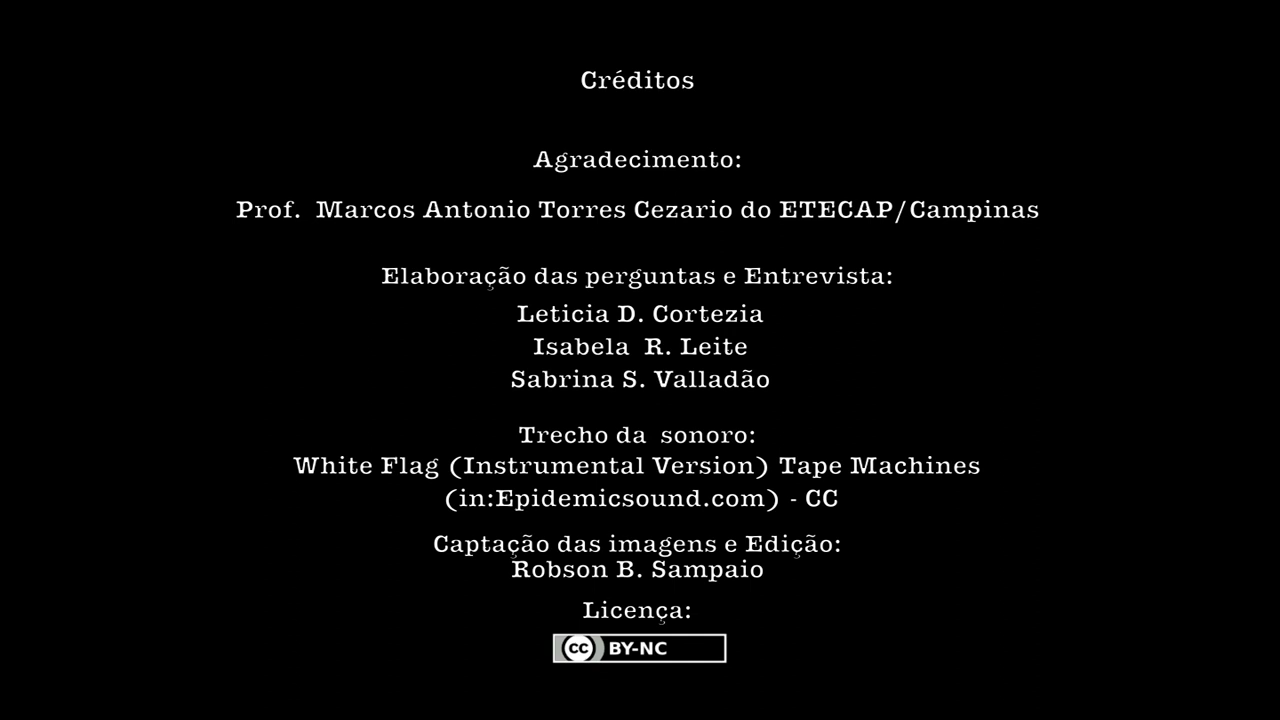 Créditos
Agradecimento:
Prof. Marcos Antonio Torres Cezario do ETECAP/Campinas
Elaboração das perguntas e Entrevista:
Leticia D. Cortezia
Isabela R. Leite
Sabrina S. Valladão
Trecho da sonoro:
White Flag (Instrumental Version) Tape Machines
(in:Epidemicsound.com) - CC
Captação das imagens e Edição:
Robson B. Sampaio
Licença:
cc BY-NC